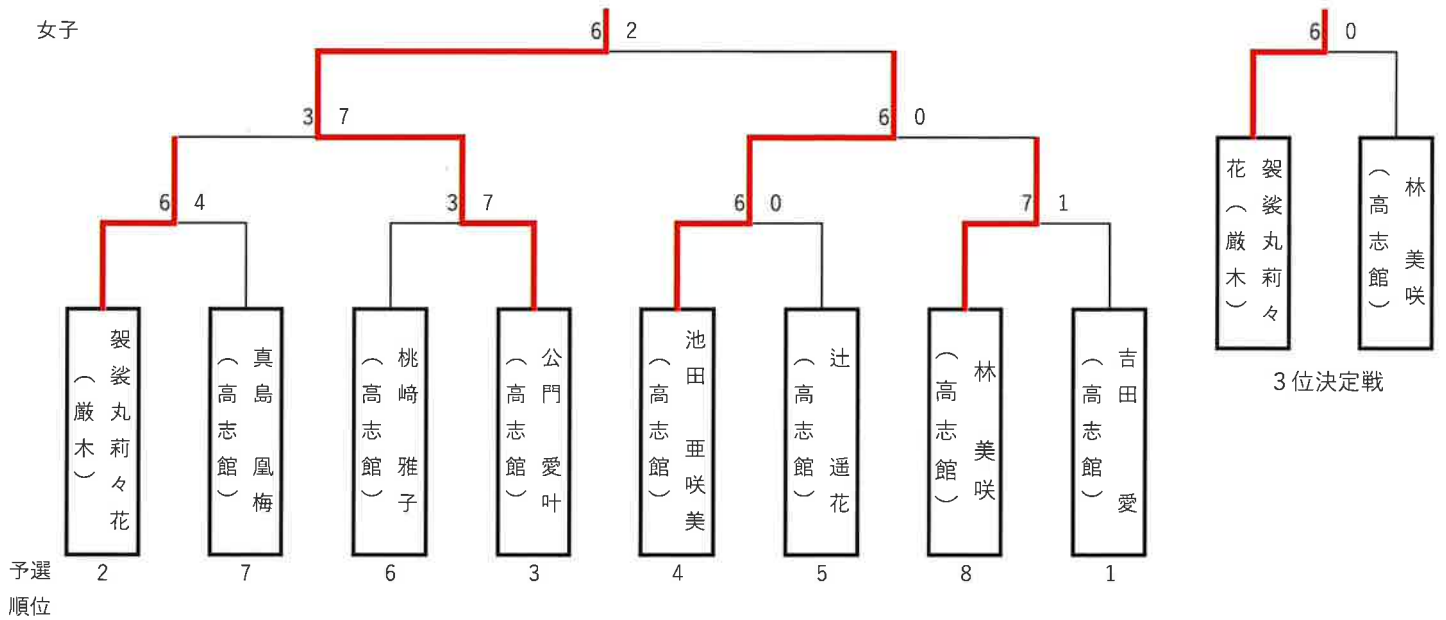 女子
6 2
3 7
6 0
6 4
3 7
6 0
7 1
袈裟丸莉々花
（厳木）
真島 凰梅
（高志館）
桃﨑 雅子
（高志館）
公門 愛叶
（高志館）
池田 亜咲美
（高志館）
辻 遥花
（高志館）
林 美咲
（高志館）
吉田 愛
（高志館）
予選
順位
2 7 6 3 4 5 8 1
6 0
袈裟丸莉々
花（厳木）
林 美咲
（高志館）
３位決定戦